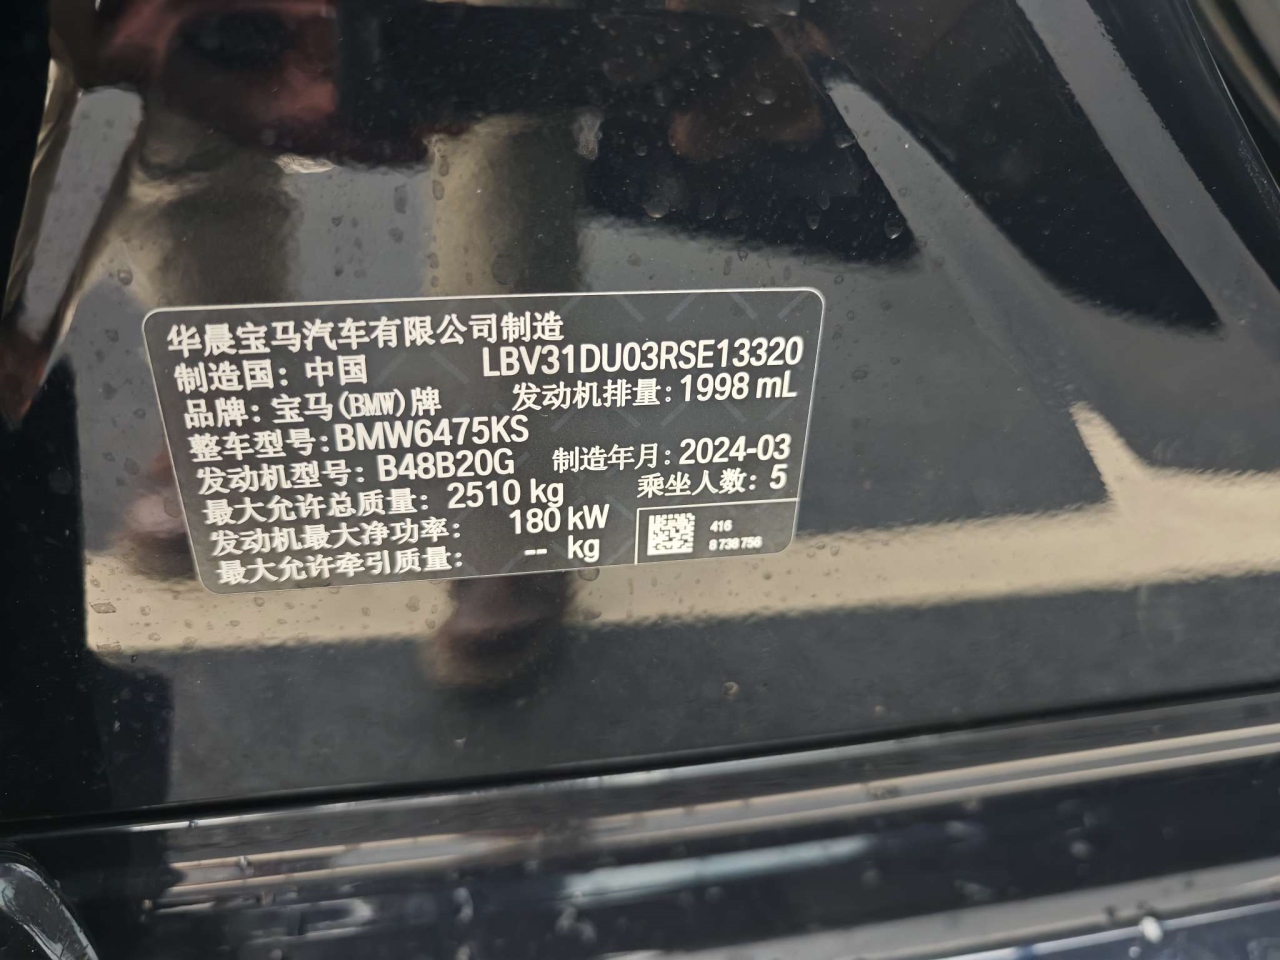 华晨宝马汽车有限公司制造
制造国：中国 LBV31DU03RSE13320
品牌：宝马(BMW)牌 发动机排量：1998 mL
整车型号：BMW6475KS
发动机型号：B48B20G 制造年月：2024-03
最大允许总质量：2510 kg 乘坐人数：5
发动机最大净功率：180 kW
最大允许牵引质量：-- kg
416
8 738 756